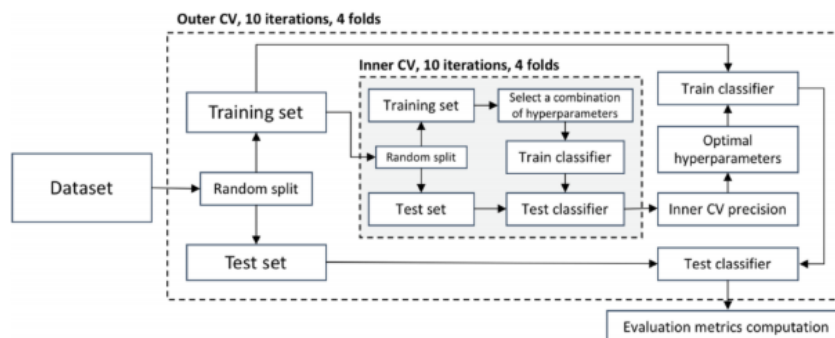 Outer CV, 10 iterations, 4 folds
Inner CV, 10 iterations, 4 folds
Training set
Select a combination
of hyperparameters
Train classifier
Training set
Random split
Train classifier
Optimal
hyperparameters
Dataset
Random split
Test set
Test classifier
Inner CV precision
Test set
Test classifier
Evaluation metrics computation